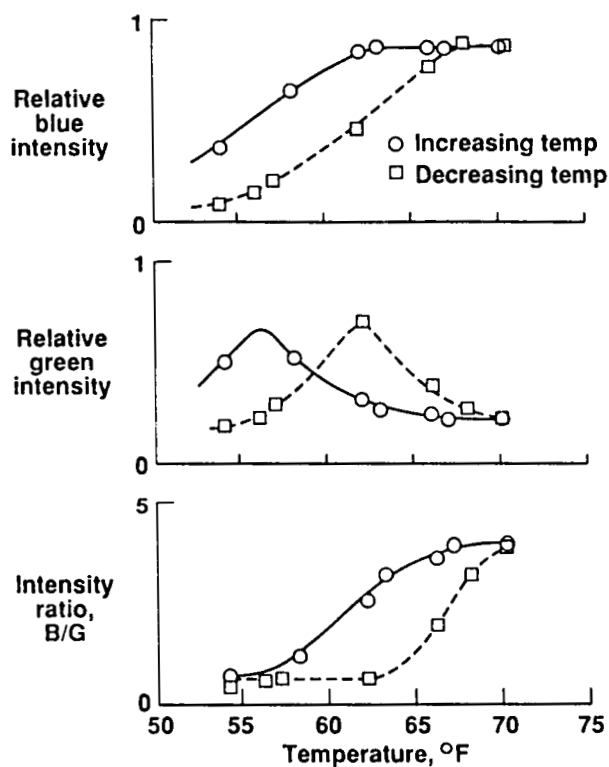 1
Relative
blue
intensity
Increasing temp
Decreasing temp
0
1
Relative
green
intensity
0
5
Intensity
ratio,
B/G
0
50 55 60 65 70 75
Temperature, °F